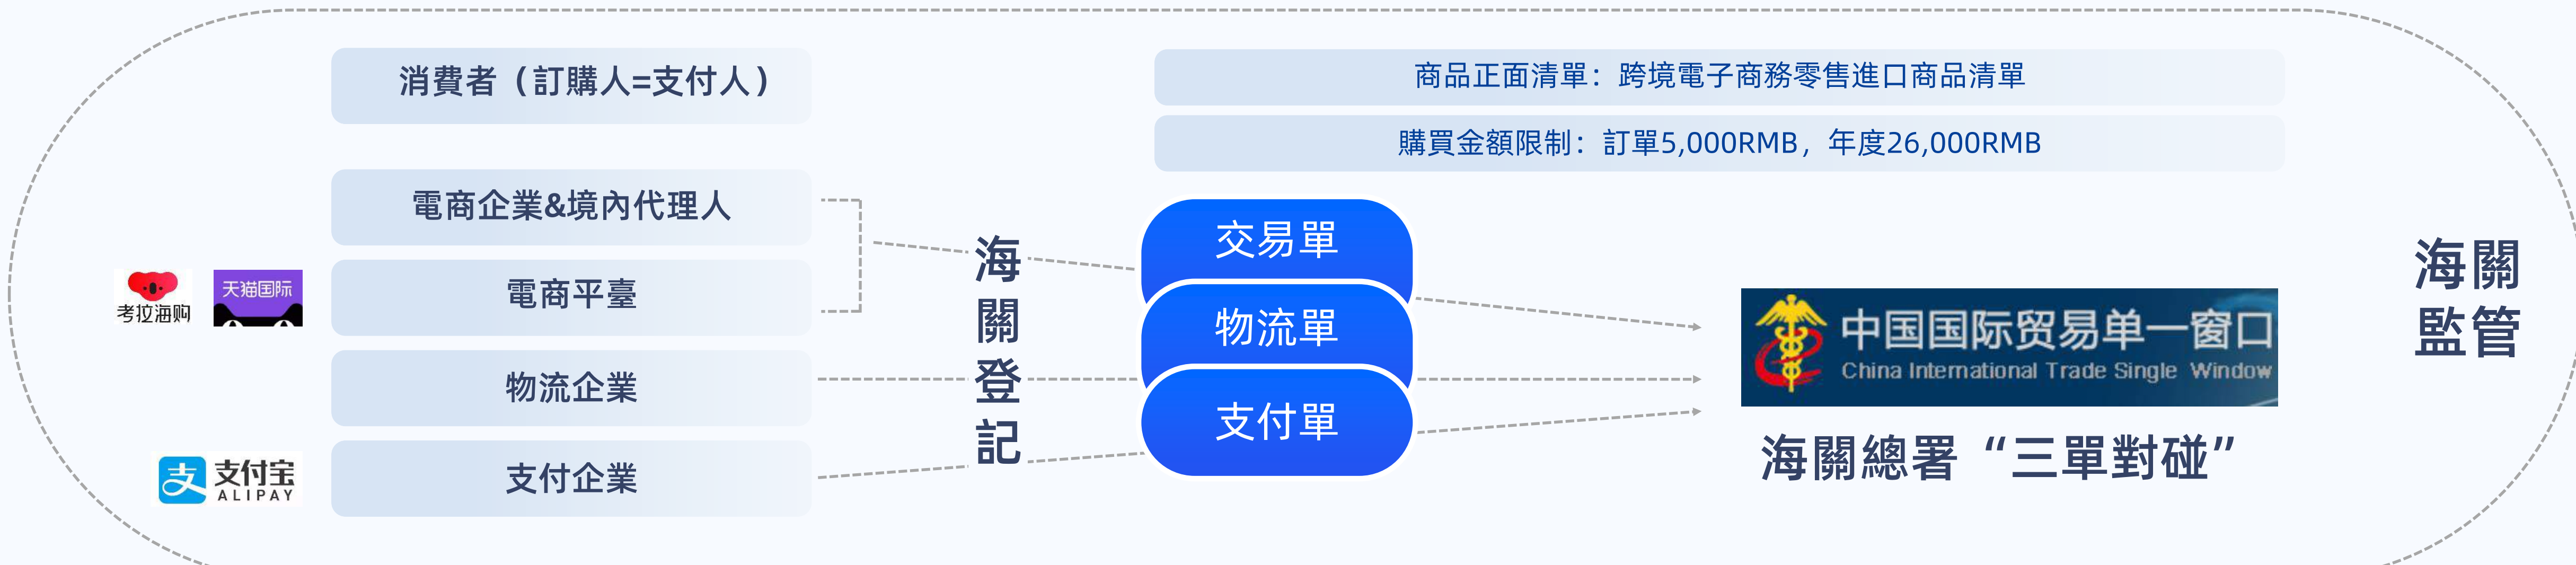 消費者（訂購人=支付人）
商品正面清單：跨境電子商務零售進口商品清單
購買金額限制：訂單5,000RMB，年度26,000RMB
電商企業&境內代理人
考拉海购
天猫国际
電商平臺
物流企業
支付宝
ALIPAY
支付企業
海關登記
交易單
物流單
支付單
中国国际贸易单一窗口
China International Trade Single Window
海關總署“三單對碰”
海關
監管